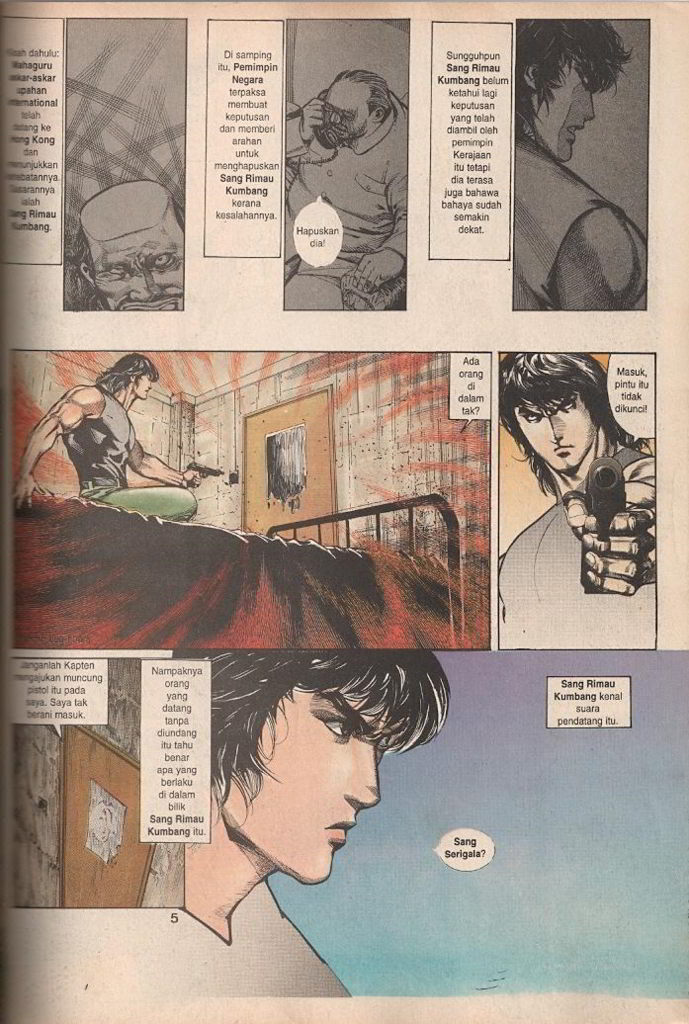 dahulu:
Mahaguru
askar-askar
upahan
international
telah
datang ke
Hong Kong
dan
menunjukkan
ialah
Sang Rimau
Kumbang.
Di samping
itu, Pemimpin
Negara
terpaksa
membuat
keputusan
dan memberi
arahan
untuk
menghapuskan
Sang Rimau
Kumbang
kerana
kesalahannya.
Hapuskan
dia!
Sungguhpun
Sang Rimau
Kumbang belum
ketahui lagi
keputusan
yang telah
diambil oleh
pemimpin
Kerajaan
itu tetapi
dia terasa
juga bahawa
bahaya sudah
semakin
dekat.
Ada
orang
di
dalam
tak?
Masuk,
pintu itu
tidak
dikunci!
Janganlah Kapten
mengajukan muncung
pistol itu pada
saya. Saya tak
berani masuk.
Nampaknya
orang
yang
datang
tanpa
diundang
itu tahu
benar
apa yang
berlaku
di dalam
bilik
Sang Rimau
Kumbang itu.
Sang Rimau
Kumbang kenal
suara
pendatang itu.
Sang
Serigala?
5